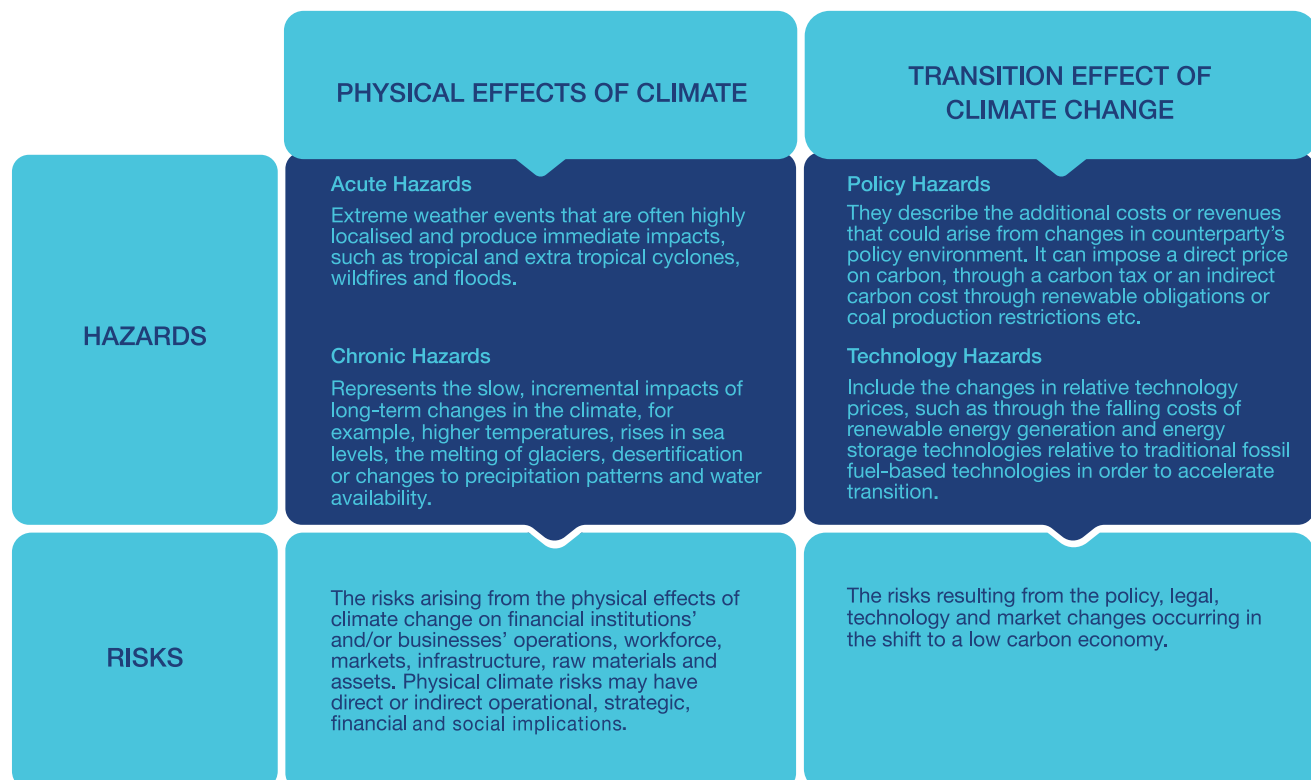 PHYSICAL EFFECTS OF CLIMATE
TRANSITION EFFECT OF
CLIMATE CHANGE
HAZARDS
Acute Hazards
Extreme weather events that are often highly
localised and produce immediate impacts,
such as tropical and extra tropical cyclones,
wildfires and floods.
Chronic Hazards
Represents the slow, incremental impacts of
long-term changes in the climate, for
example, higher temperatures, rises in sea
levels, the melting of glaciers, desertification
or changes to precipitation patterns and water
availability.
Policy Hazards
They describe the additional costs or revenues
that could arise from changes in counterparty's
policy environment. It can impose a direct price
on carbon, through a carbon tax or an indirect
carbon cost through renewable obligations or
coal production restrictions etc.
Technology Hazards
Include the changes in relative technology
prices, such as through the falling costs of
renewable energy generation and energy
storage technologies relative to traditional fossil
fuel-based technologies in order to accelerate
transition.
RISKS
The risks arising from the physical effects of
climate change on financial institutions'
and/or businesses' operations, workforce,
markets, infrastructure, raw materials and
assets. Physical climate risks may have
direct or indirect operational, strategic,
financial and social implications.
The risks resulting from the policy, legal,
technology and market changes occurring in
the shift to a low carbon economy.